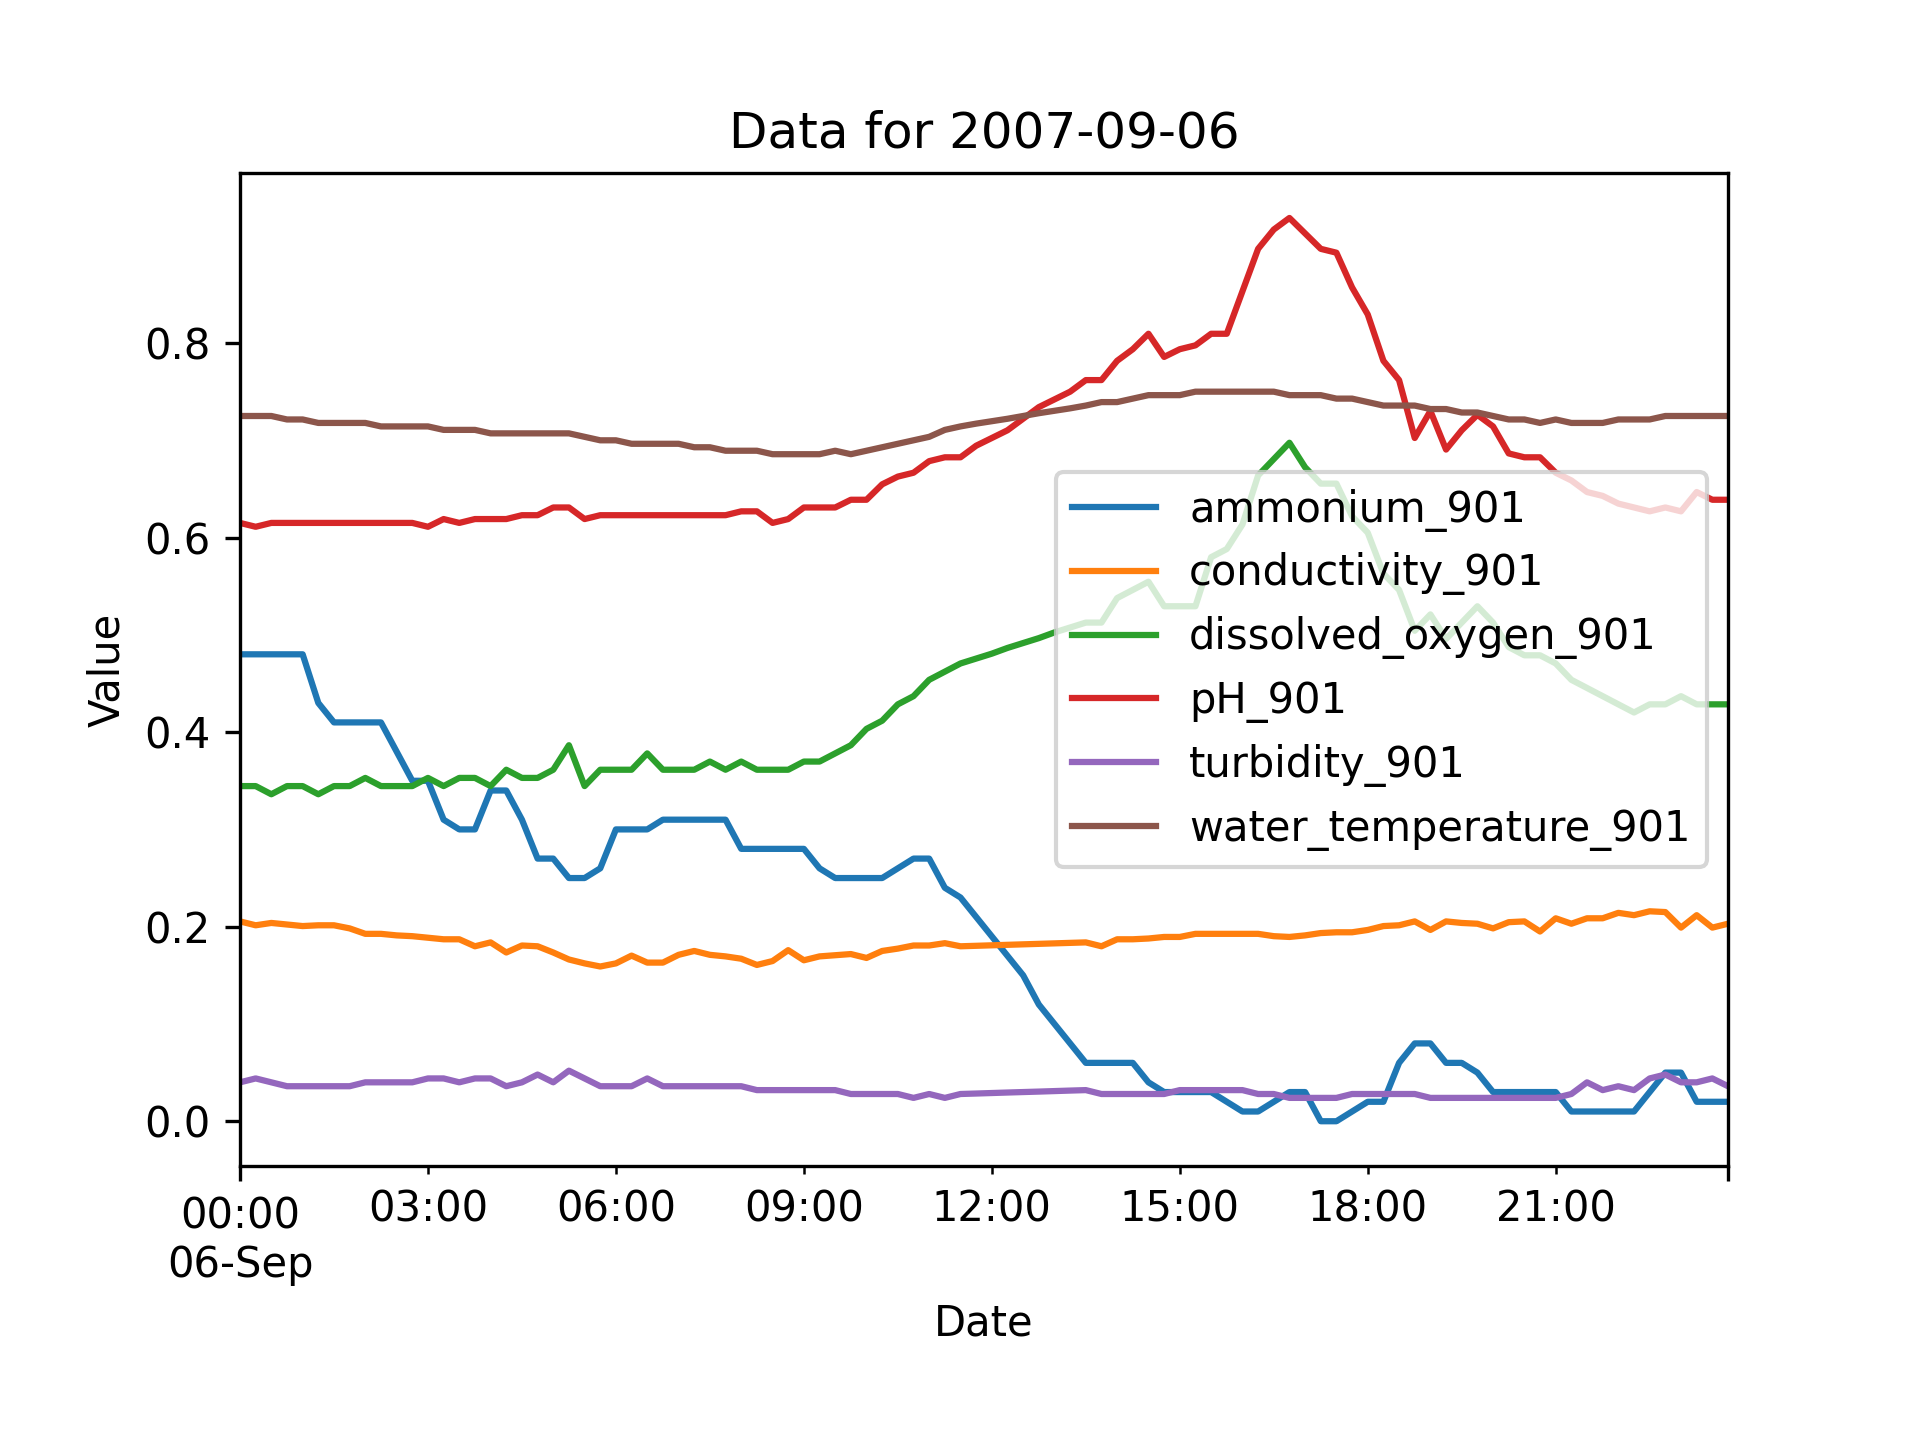 Data for 2007-09-06
Value
0.8
0.6
0.4
0.2
0.0
ammonium_901
conductivity_901
dissolved_oxygen_901
pH_901
turbidity_901
water_temperature_901
00:00 03:00 06:00 09:00 12:00 15:00 18:00 21:00
06-Sep
Date